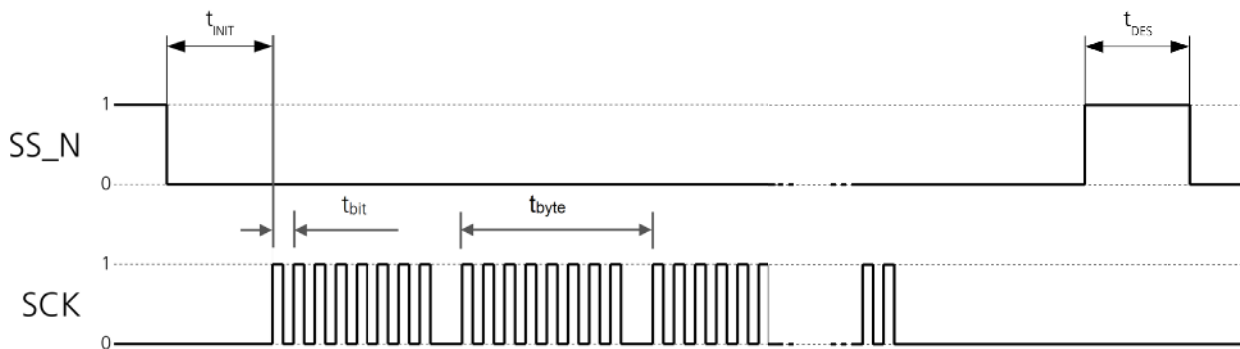 t_INIT
t_DES
1
SS_N
0
t_bit
t_byte
1
SCK
0